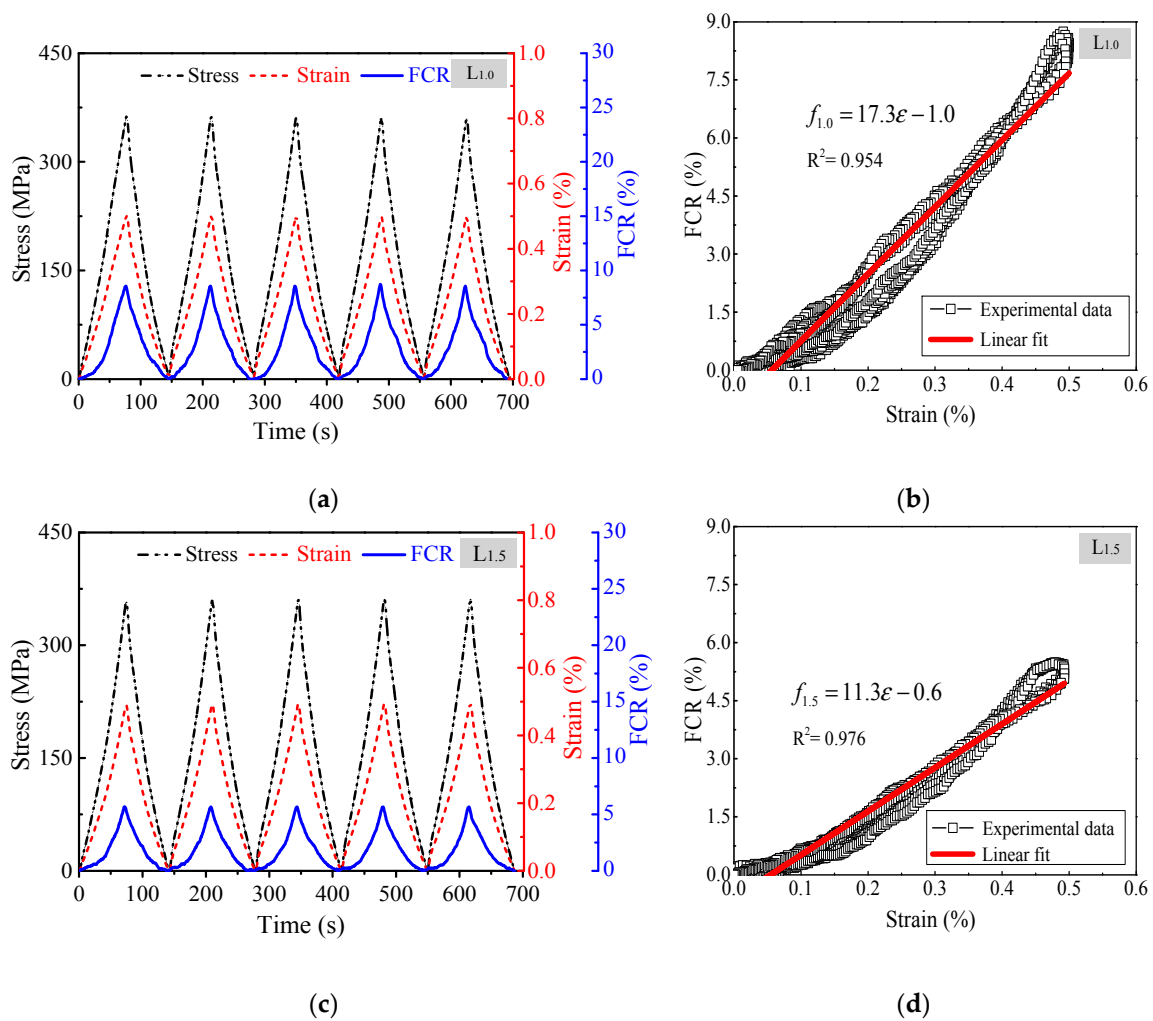 450
300
150
0
Stress (MPa)
Stress
Strain
FCR
L1.0
1.0
0.8
0.6
0.4
0.2
0.0
Strain (%)
30
25
20
15
10
5
0
FCR (%)
0 100 200 300 400 500 600 700
Time (s)
(a)
9.0
7.5
6.0
4.5
3.0
1.5
0.0
FCR (%)
L1.0
f1.0 = 17.3ε − 1.0
R2= 0.954
Experimental data
Linear fit
0.0 0.1 0.2 0.3 0.4 0.5 0.6
Strain (%)
(b)
450
300
150
0
Stress (MPa)
Stress
Strain
FCR
L1.5
1.0
0.8
0.6
0.4
0.2
0.0
Strain (%)
30
25
20
15
10
5
0
FCR (%)
0 100 200 300 400 500 600 700
Time (s)
(c)
9.0
7.5
6.0
4.5
3.0
1.5
0.0
FCR (%)
L1.5
f1.5 = 11.3ε − 0.6
R2= 0.976
Experimental data
Linear fit
0.0 0.1 0.2 0.3 0.4 0.5 0.6
Strain (%)
(d)